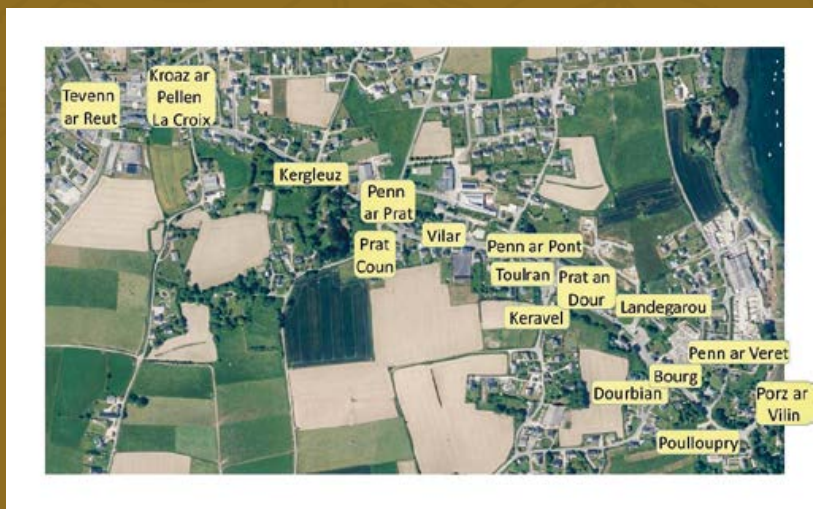 Kroaz ar
Pellen
La Croix
Tevenn
ar Reut
Kergleuz
Penn
ar Prat
Prat
Coun
Vilar
Penn ar Pont
Toulran
Prat an
Dour
Keravel
Landegarou
Penn ar Veret
Bourg
Dourbian
Porz ar
Vilin
Poulloupry